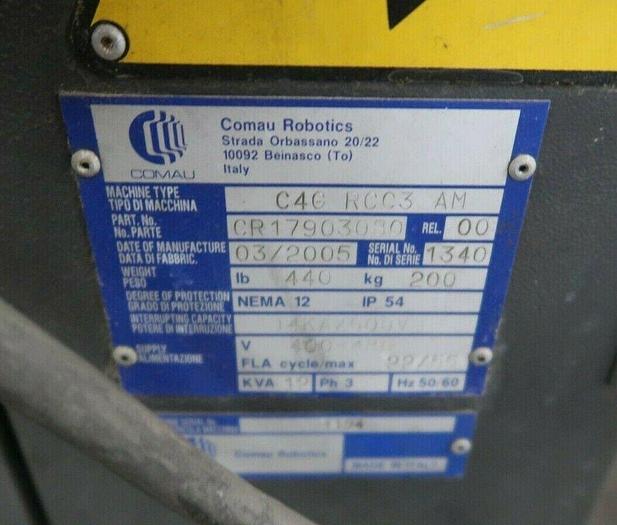 COMAU
Comau Robotics
Strada Orbassano 20/22
10092 Beinasco (To)
Italy
MACHINE TYPE
TIPO DI MACCHINA
C4G RCC3 AM
PART. No.
No. PARTE
CR17903080 REL. 00
DATE OF MANUFACTURE
DATA DI FABBRIC.
03/2005 SERIAL No.
No. DI SERIE 1340
WEIGHT
PESO
lb 440 kg 200
DEGREE OF PROTECTION
GRADO DI PROTEZIONE
NEMA 12 IP 54
INTERRUPTING CAPACITY
POTERE DI INTERRUZIONE
SUPPLY
ALIMENTAZIONE
V
FLA cycle/max
KVA Ph 3 Hz 50/60
Comau Robotics
MADE IN ITALY